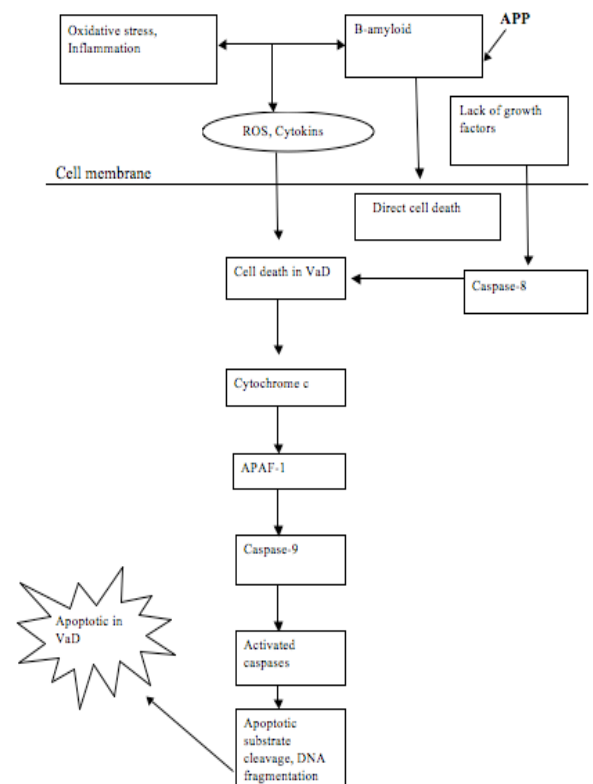 Oxidative stress,
Inflammation
B-amyloid
APP
ROS, Cytokins
Lack of growth
factors
Cell membrane
Direct cell death
Cell death in VaD
Caspase-8
Cytochrome c
APAF-1
Caspase-9
Apoptotic in
VaD
Activated
caspases
Apoptotic
substrate
cleavage, DNA
fragmentation